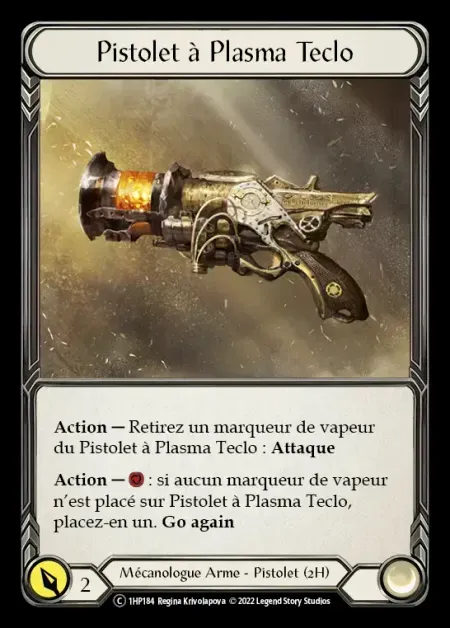 Pistolet à Plasma Teclo
Action — Retirez un marqueur de vapeur
du Pistolet à Plasma Teclo : Attaque
Action — : si aucun marqueur de vapeur
n'est placé sur Pistolet à Plasma Teclo,
placez-en un. Go again
2
Mécanologue Arme - Pistolet (2H)
C 1HP184 Regina Krivolapova © 2022 Legend Story Studios